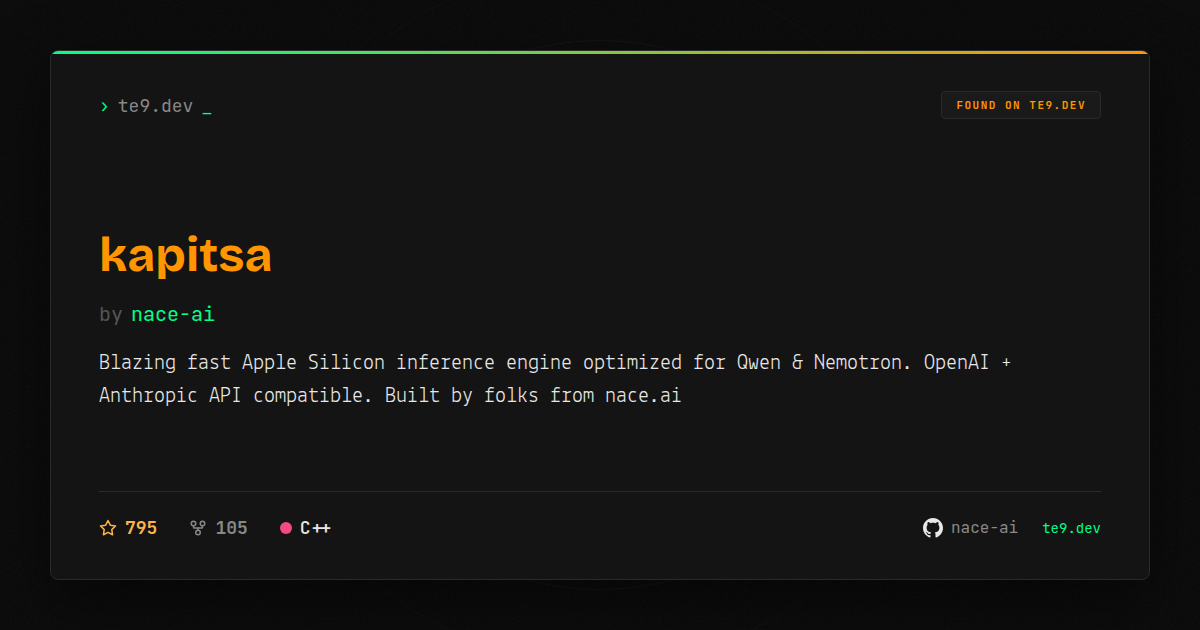 › te9.dev _
FOUND ON TE9.DEV
kapitsa
by nace-ai
Blazing fast Apple Silicon inference engine optimized for Qwen & Nemotron. OpenAI +
Anthropic API compatible. Built by folks from nace.ai
795 105 C++
nace-ai te9.dev